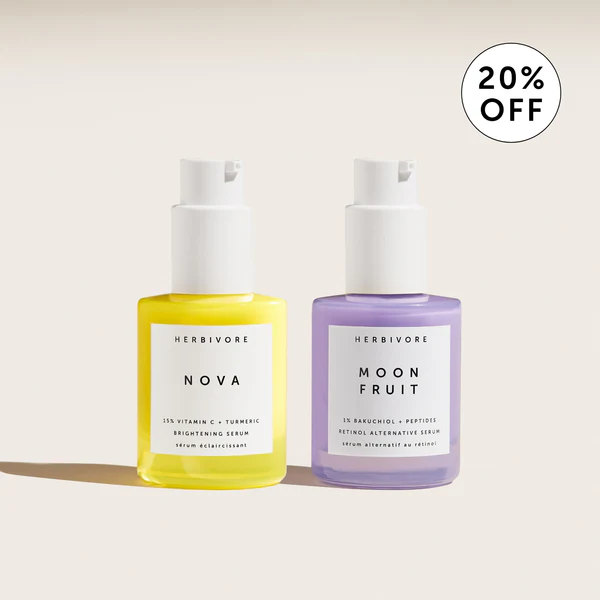 20%
OFF
HERBIVORE
NOVA
15% VITAMIN C + TURMERIC
BRIGHTENING SERUM
sérum éclaircissant
HERBIVORE
MOON
FRUIT
1% BAKUCHIOL + PEPTIDES
RETINOL ALTERNATIVE SERUM
sérum alternatif au rétinol